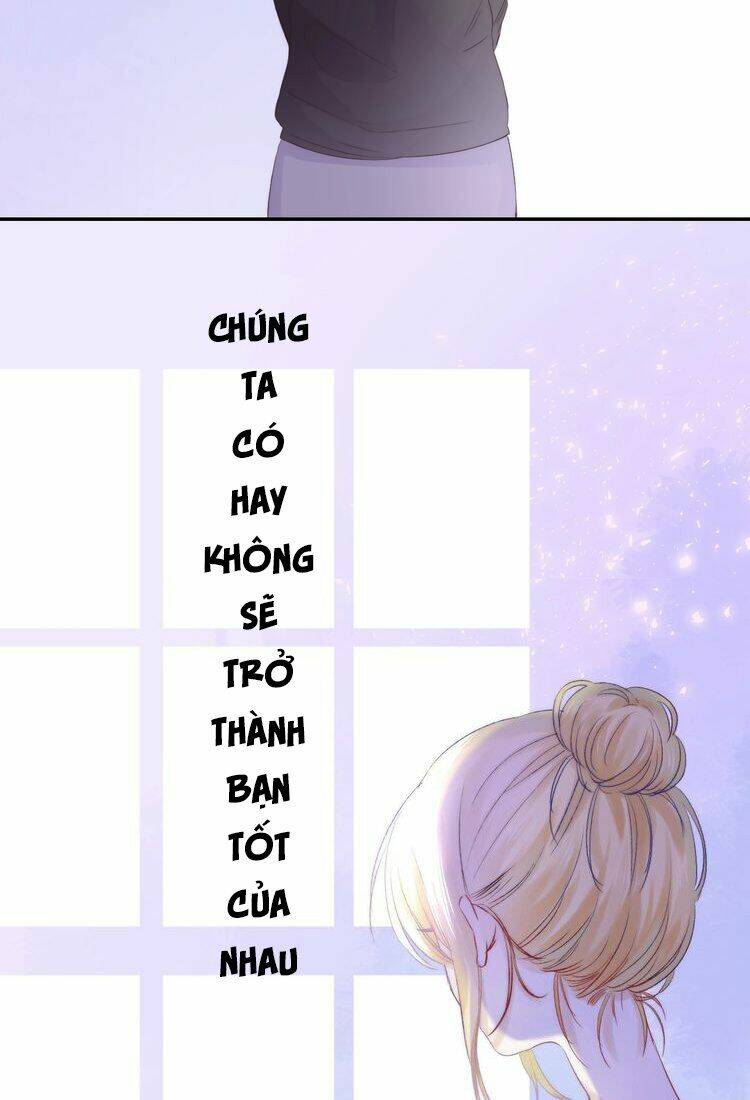 CHÚNG
TA
CÓ
HAY
KHÔNG
SẼ
TRỞ
THÀNH
BẠN
TỐT
CỦA
NHAU